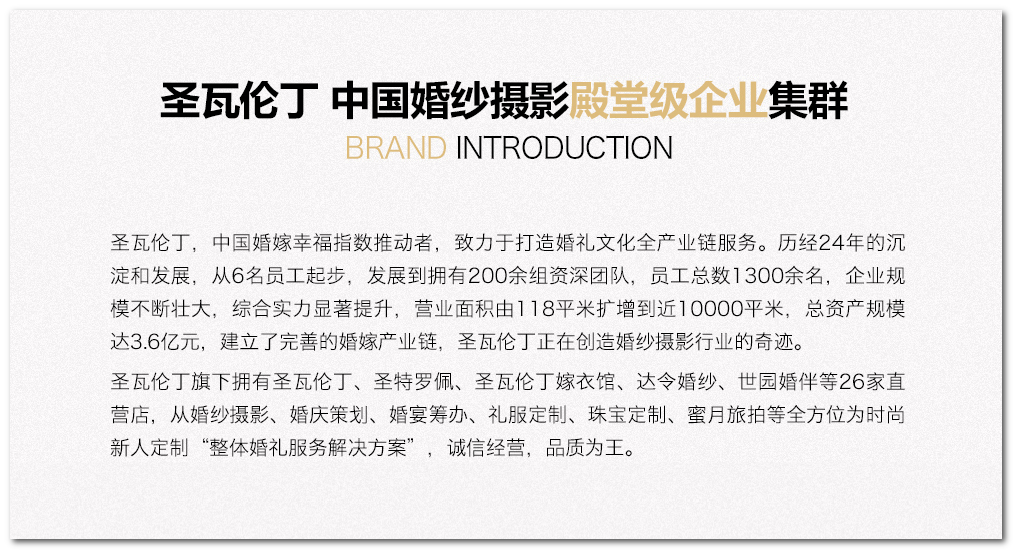 圣瓦伦丁 中国婚纱摄影殿堂级企业集群
BRAND INTRODUCTION
圣瓦伦丁，中国婚嫁幸福指数推动者，致力于打造婚礼文化全产业链服务。历经24年的沉
淀和发展，从6名员工起步，发展到拥有200余组资深团队，员工总数1300余名，企业规
模不断壮大，综合实力显著提升，营业面积由118平米扩增到近10000平米，总资产规模
达3.6亿元，建立了完善的婚嫁产业链，圣瓦伦丁正在创造婚纱摄影行业的奇迹。
圣瓦伦丁旗下拥有圣瓦伦丁、圣特罗佩、圣瓦伦丁嫁衣馆、达令婚纱、世园婚伴等26家直
营店，从婚纱摄影、婚庆策划、婚宴筹办、礼服定制、珠宝定制、蜜月旅拍等全方位为时尚
新人定制“整体婚礼服务解决方案”，诚信经营，品质为王。